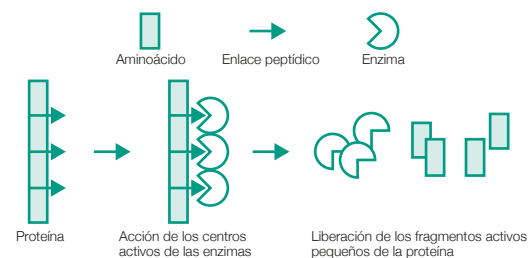 Aminoácido
Enlace peptídico
Enzima
Proteína
Acción de los centros
activos de las enzimas
Liberación de los fragmentos activos
pequeños de la proteína